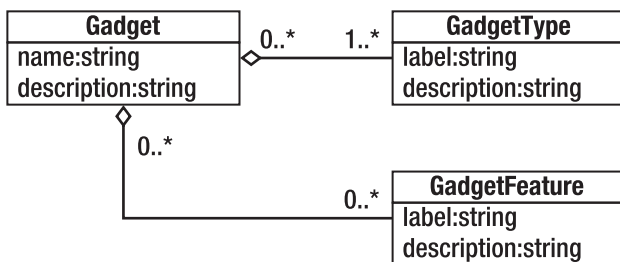 Gadget
name:string
description:string
0..*
1..*
GadgetType
label:string
description:string
0..*
0..*
GadgetFeature
label:string
description:string